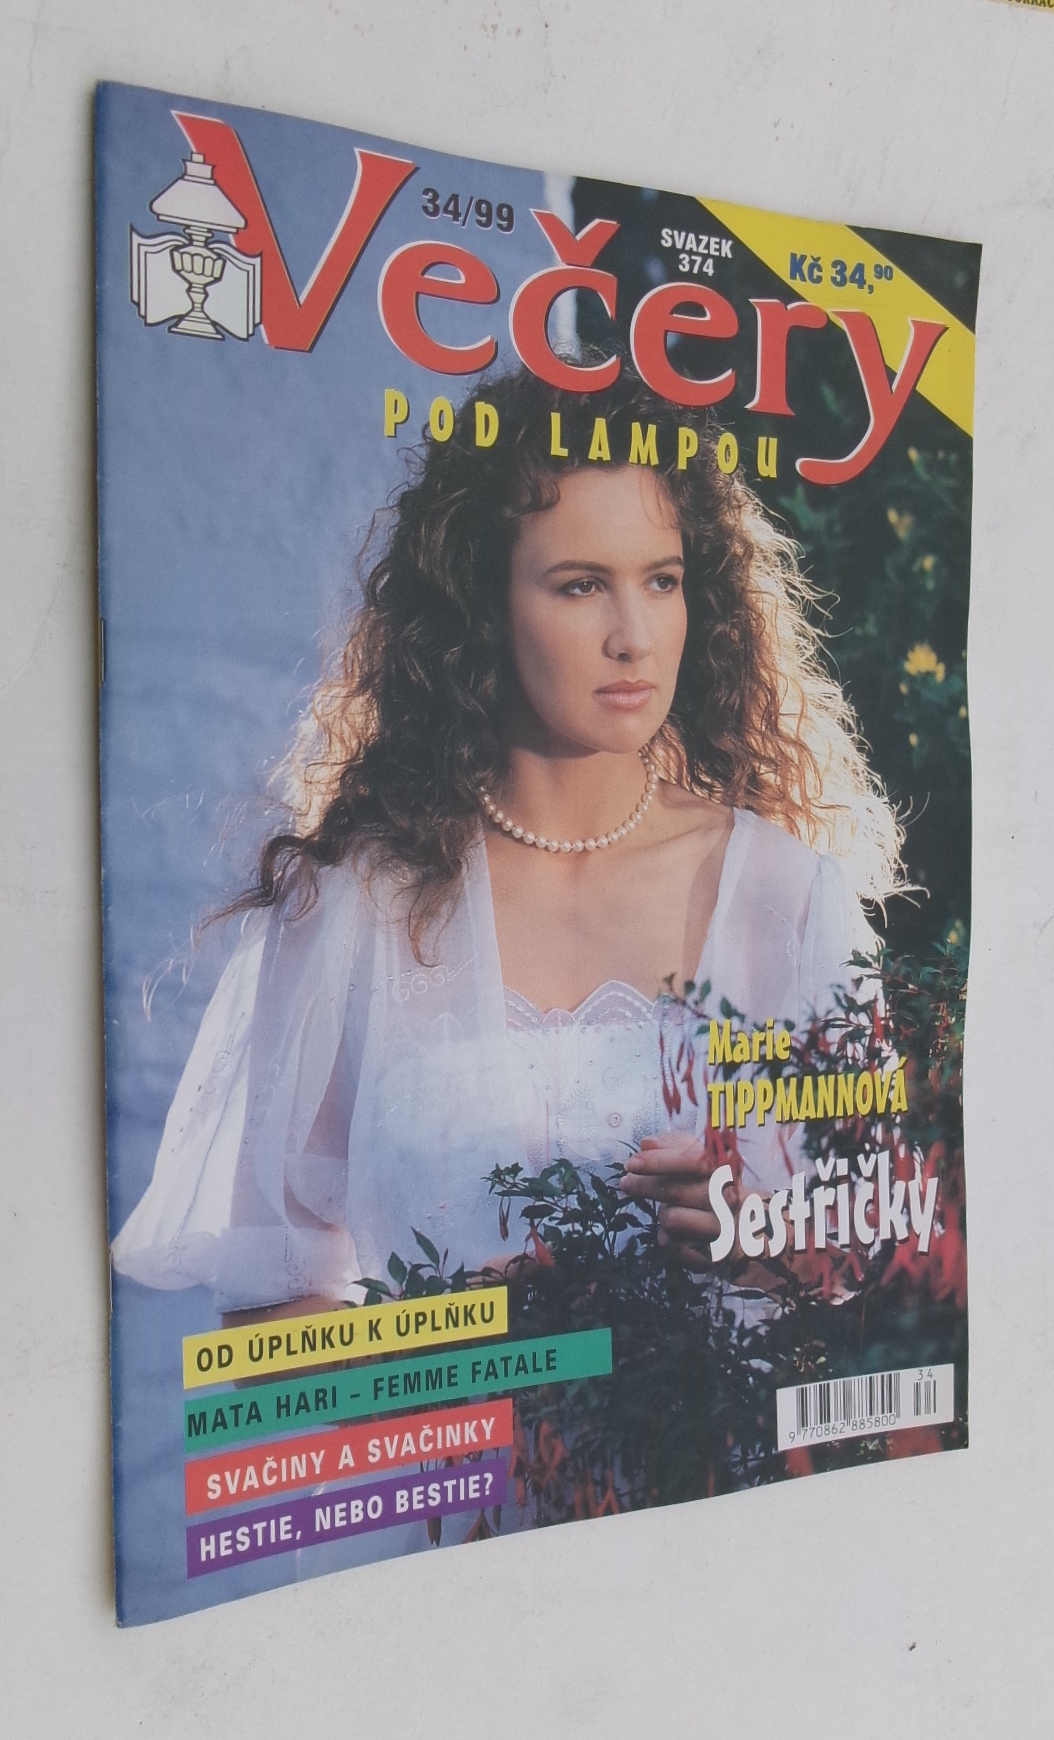 34/99
SVAZEK
374
Kč 34,90
Večery
POD LAMPOU
Marie
TIPPMANNOVÁ
Sestřičky
OD ÚPLŇKU K ÚPLŇKU
MATA HARI - FEMME FATALE
SVAČINY A SVAČINKY
HESTIE, NEBO BESTIE?
34
9 770862 885800